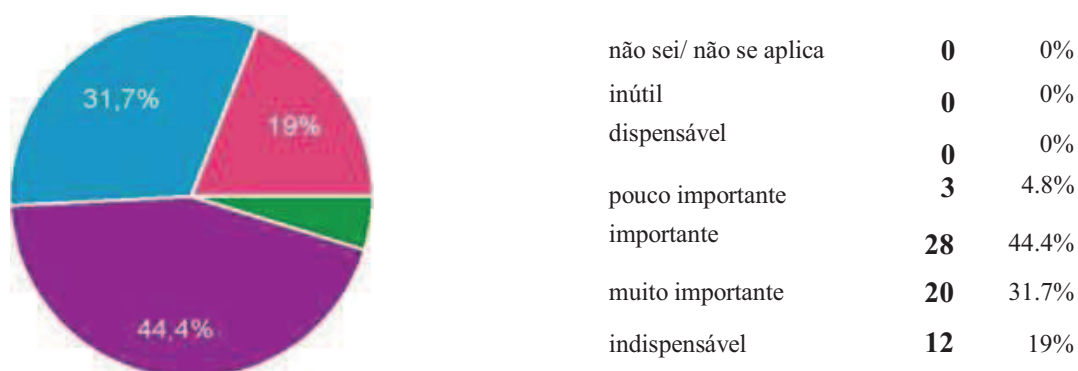 31,7%
19%
44,4%
não sei/ não se aplica 0 0%
inútil 0 0%
dispensável 0 0%
pouco importante 3 4.8%
importante 28 44.4%
muito importante 20 31.7%
indispensável 12 19%